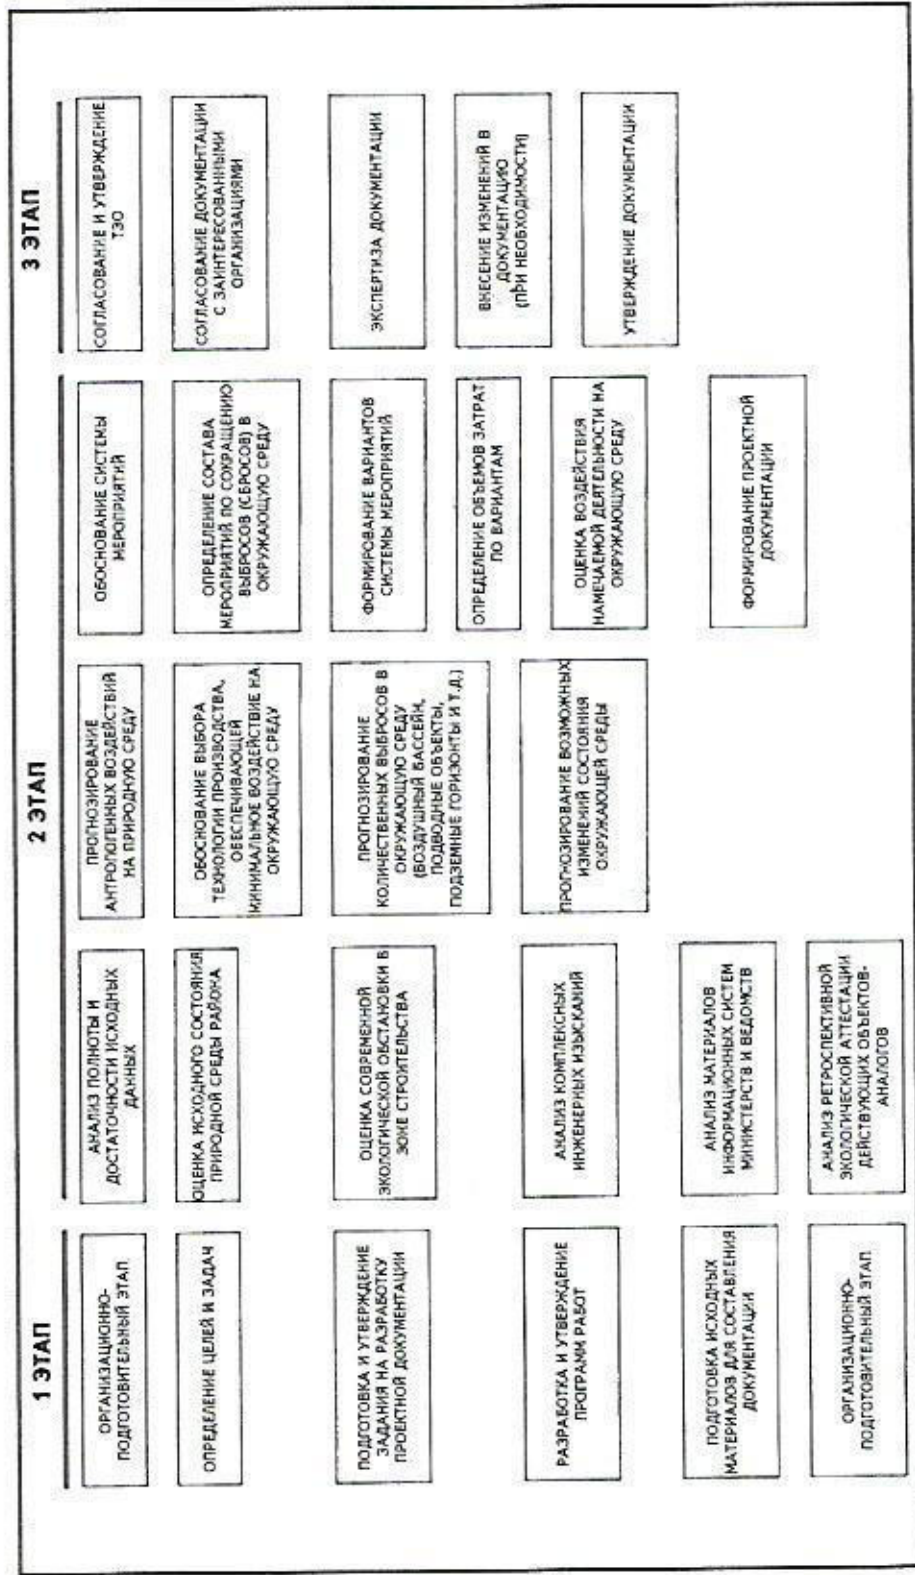 1 ЭТАП
ОРГАНИЗАЦИОННО-
ПОДГОТОВИТЕЛЬНЫЙ ЭТАП
ОПРЕДЕЛЕНИЕ ЦЕЛЕЙ И ЗАДАЧ
ПОДГОТОВКА И УТВЕРЖДЕНИЕ
ЗАДАНИЯ НА РАЗРАБОТКУ
ПРОЕКТНОЙ ДОКУМЕНТАЦИИ
РАЗРАБОТКА И УТВЕРЖДЕНИЕ
ПРОГРАММ РАБОТ
ПОДГОТОВКА ИСХОДНЫХ
МАТЕРИАЛОВ ДЛЯ СОСТАВЛЕНИЯ
ДОКУМЕНТАЦИИ
ОРГАНИЗАЦИОННО-
ПОДГОТОВИТЕЛЬНЫЙ ЭТАП
2 ЭТАП
АНАЛИЗ ПОЛНОТЫ И
ДОСТАТОЧНОСТИ ИСХОДНЫХ
ДАННЫХ
ОЦЕНКА ИСХОДНОГО СОСТОЯНИЯ
ПРИРОДНОЙ СРЕДЫ РАЙОНА
ОЦЕНКА СОВРЕМЕННОЙ
ЭКОЛОГИЧЕСКОЙ ОБСТАНОВКИ В
ЗОНЕ СТРОИТЕЛЬСТВА
АНАЛИЗ КОМПЛЕКСНЫХ
ИНЖЕНЕРНЫХ ИЗЫСКАНИЙ
АНАЛИЗ МАТЕРИАЛОВ
ИНФОРМАЦИОННЫХ СИСТЕМ
МИНИСТЕРСТВ И ВЕДОМСТВ
АНАЛИЗ РЕТРОСПЕКТИВНОЙ
ЭКОЛОГИЧЕСКОЙ АТТЕСТАЦИИ
ДЕЙСТВУЮЩИХ ОБЪЕКТОВ-
АНАЛОГОВ
ПРОГНОЗИРОВАНИЕ
АНТРОЛОГЕННЫХ ВОЗДЕЙСТВИЙ
НА ПРИРОДНУЮ СРЕДУ
ОБОСНОВАНИЕ ВЫБОРА
ТЕХНОЛОГИИ ПРОИЗВОДСТВА,
ОБЕСПЕЧИВАЮЩЕЙ
МИНИМАЛЬНОЕ ВОЗДЕЙСТВИЕ НА
ОКРУЖАЮЩУЮ СРЕДУ
ПРОГНОЗИРОВАНИЕ
КОЛИЧЕСТВЕННЫХ ВЫБРОСОВ В
ОКРУЖАЮЩУЮ СРЕДУ
(ВОЗДУШНЫЙ БАССЕЙН,
ПОДВОДНЫЕ ОБЪЕКТЫ,
ПОДЗЕМНЫЕ ГОРИЗОНТЫ И Т.Д.)
ПРОГНОЗИРОВАНИЕ ВОЗМОЖНЫХ
ИЗМЕНЕНИЙ СОСТОЯНИЯ
ОКРУЖАЮЩЕЙ СРЕДЫ
ОБОСНОВАНИЕ СИСТЕМЫ
МЕРОПРИЯТИЙ
ОПРЕДЕЛЕНИЕ СОСТАВА
МЕРОПРИЯТИЙ ПО СОКРАЩЕНИЮ
ВЫБРОСОВ (СБРОСОВ) В
ОКРУЖАЮЩУЮ СРЕДУ
ФОРМИРОВАНИЕ ВАРИАНТОВ
СИСТЕМЫ МЕРОПРИЯТИЙ
ОПРЕДЕЛЕНИЕ ОБЪЕМОВ ЗАТРАТ
ПО ВАРИАНТАМ
ОЦЕНКА ВОЗДЕЙСТВИЯ
НАМЕЧАЕМОЙ ДЕЯТЕЛЬНОСТИ НА
ОКРУЖАЮЩУЮ СРЕДУ
ФОРМИРОВАНИЕ ПРОЕКТНОЙ
ДОКУМЕНТАЦИИ
3 ЭТАП
СОГЛАСОВАНИЕ И УТВЕРЖДЕНИЕ
ТЭО
СОГЛАСОВАНИЕ ДОКУМЕНТАЦИИ
С ЗАИНТЕРЕСОВАННЫМИ
ОРГАНИЗАЦИЯМИ
ЭКСПЕРТИЗА ДОКУМЕНТАЦИИ
ВНЕСЕНИЕ ИЗМЕНЕНИЙ В
ДОКУМЕНТАЦИЮ
(ПРИ НЕОБХОДИМОСТИ)
УТВЕРЖДЕНИЕ ДОКУМЕНТАЦИИ